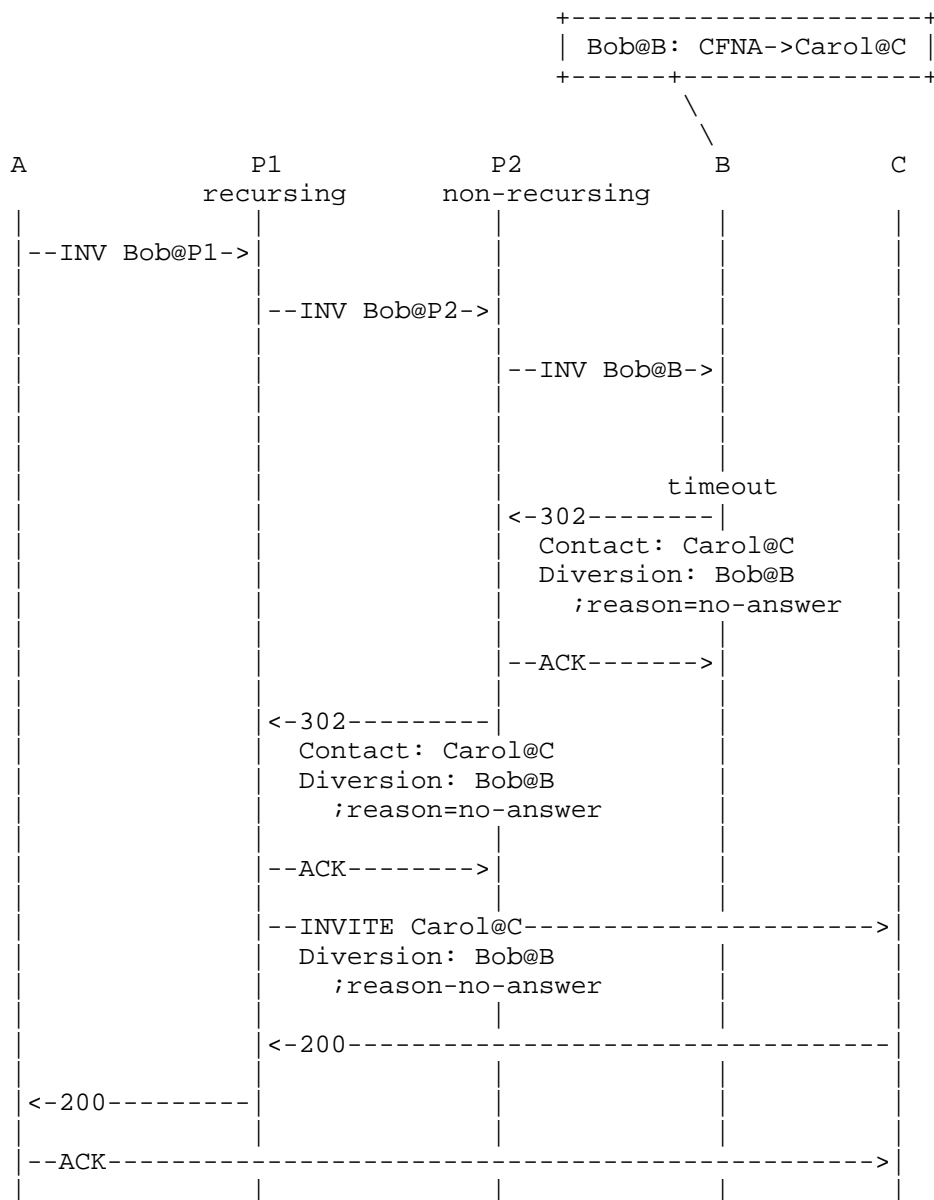 Bob@B: CFNA->Carol@C
A P1 P2 B C
recursing non-recursing
--INV Bob@P1->
--INV Bob@P2->
--INV Bob@B->
timeout
<-302--------
Contact: Carol@C
Diversion: Bob@B
;reason=no-answer
--ACK------->
<-302---------
Contact: Carol@C
Diversion: Bob@B
;reason=no-answer
--ACK-------->
--INVITE Carol@C---------------------->
Diversion: Bob@B
;reason-no-answer
<-200---------------------------------
<-200---------
--ACK----------------------------------------------->